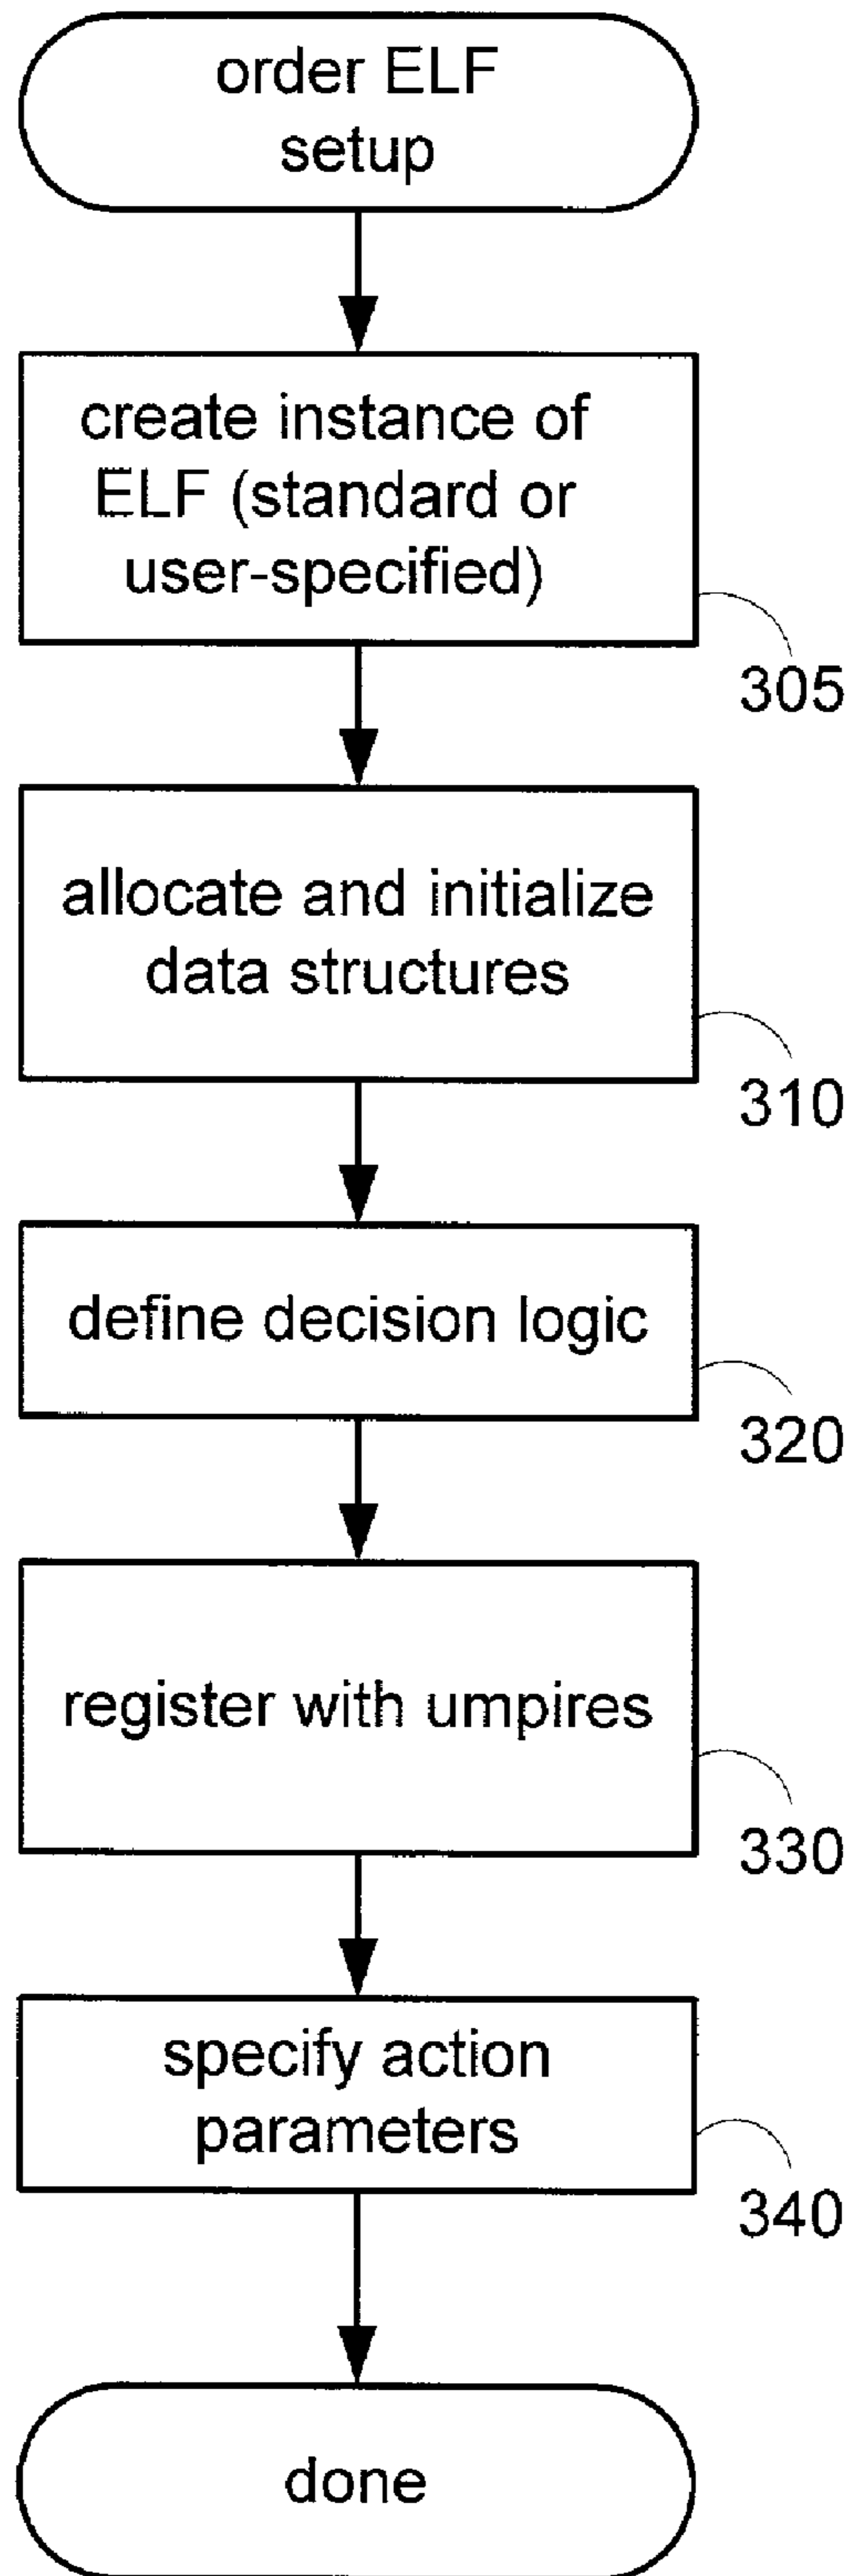 order ELF
setup
create instance of
ELF (standard or
user-specified)
305
allocate and initialize
data structures
310
define decision logic
320
register with umpires
330
specify action
parameters
340
done